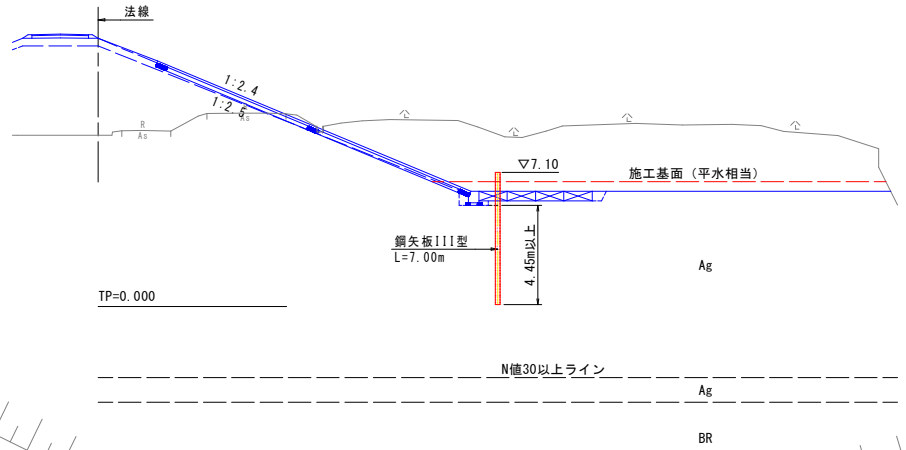 法線
1:2.4
1:2.5
R
As
As
▽7.10
施工基面（平水相当）
鋼矢板III型
L=7.00m
4.45m以上
Ag
TP=0.000
N値30以上ライン
Ag
BR